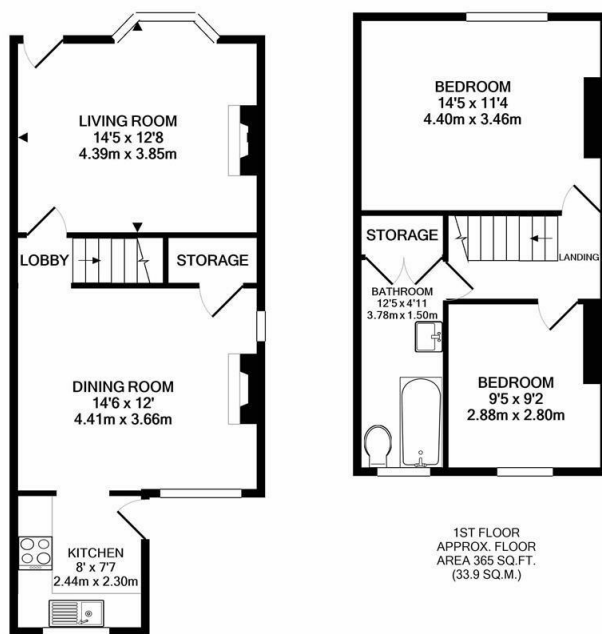 LIVING ROOM
14'5 x 12'8
4.39m x 3.85m
LOBBY
STORAGE
DINING ROOM
14'6 x 12'
4.41m x 3.66m
KITCHEN
8' x 7'7
2.44m x 2.30m
BEDROOM
14'5 x 11'4
4.40m x 3.46m
STORAGE
LANDING
BATHROOM
12'5 x 4'11
3.78m x 1.50m
BEDROOM
9'5 x 9'2
2.88m x 2.80m
1ST FLOOR
APPROX. FLOOR
AREA 365 SQ.FT.
(33.9 SQ.M.)